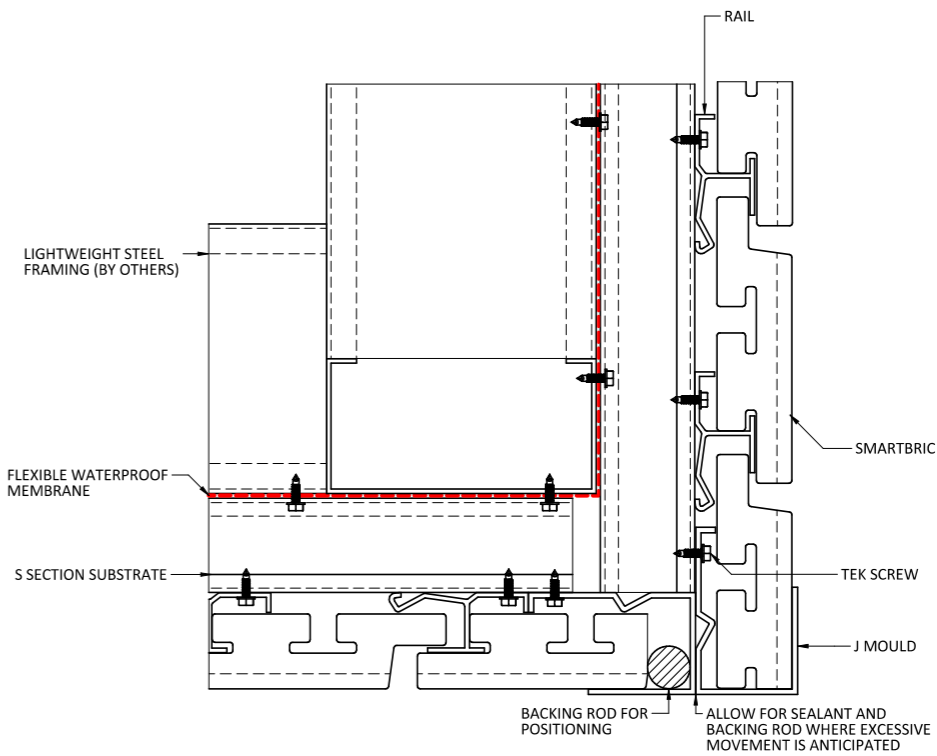 RAIL
LIGHTWEIGHT STEEL
FRAMING (BY OTHERS)
SMARTBRIC
FLEXIBLE WATERPROOF
MEMBRANE
S SECTION SUBSTRATE
TEK SCREW
J MOULD
BACKING ROD FOR
POSITIONING
ALLOW FOR SEALANT AND
BACKING ROD WHERE EXCESSIVE
MOVEMENT IS ANTICIPATED